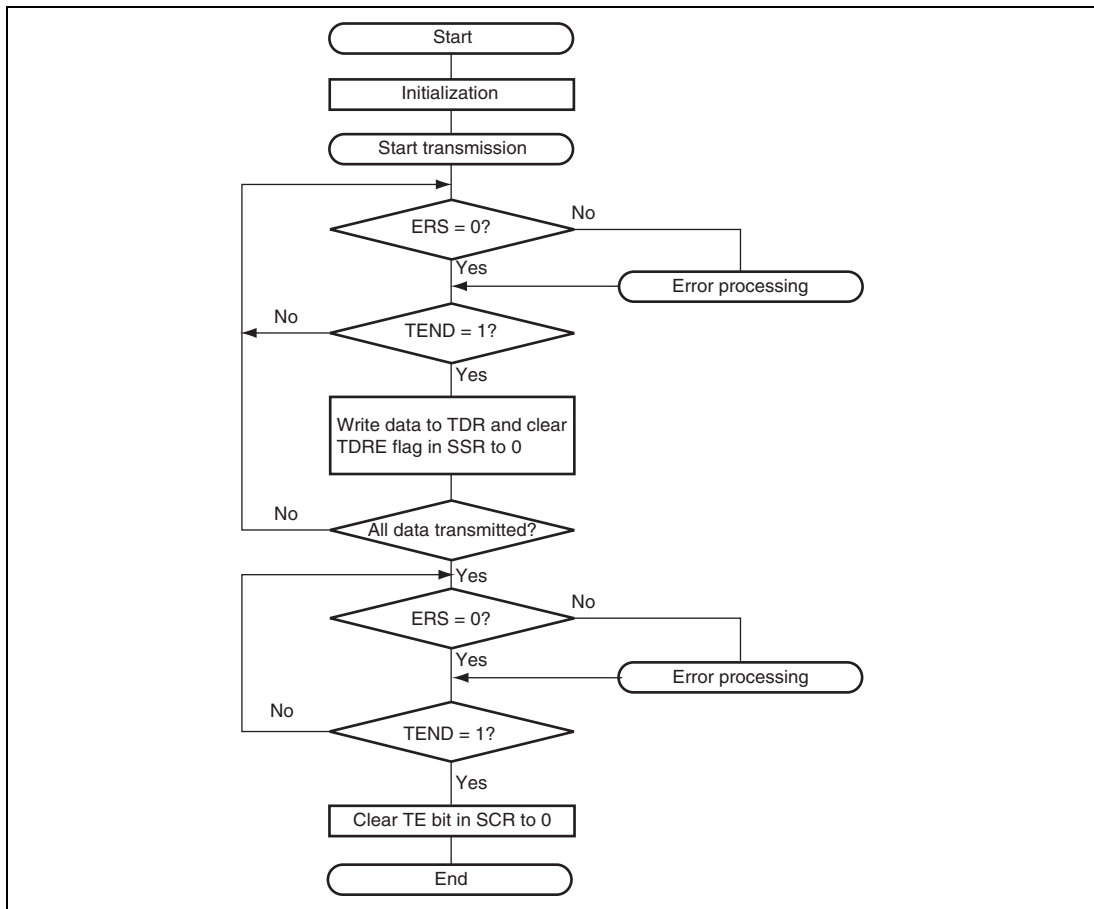 Start
Initialization
Start transmission
ERS = 0?
No
Yes
Error processing
No
TEND = 1?
Yes
Write data to TDR and clear
TDRE flag in SSR to 0
No
All data transmitted?
Yes
ERS = 0?
No
Yes
Error processing
No
TEND = 1?
Yes
Clear TE bit in SCR to 0
End